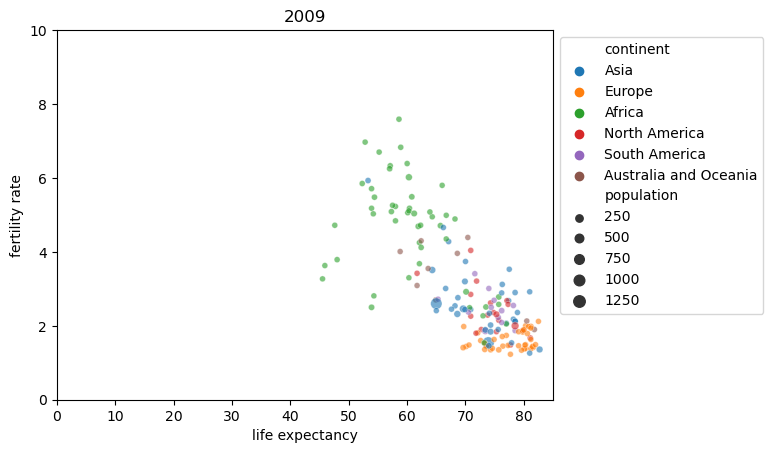 2009
10
8
6
4
2
0
fertility rate
0 10 20 30 40 50 60 70 80
life expectancy
continent
Asia
Europe
Africa
North America
South America
Australia and Oceania
population
250
500
750
1000
1250